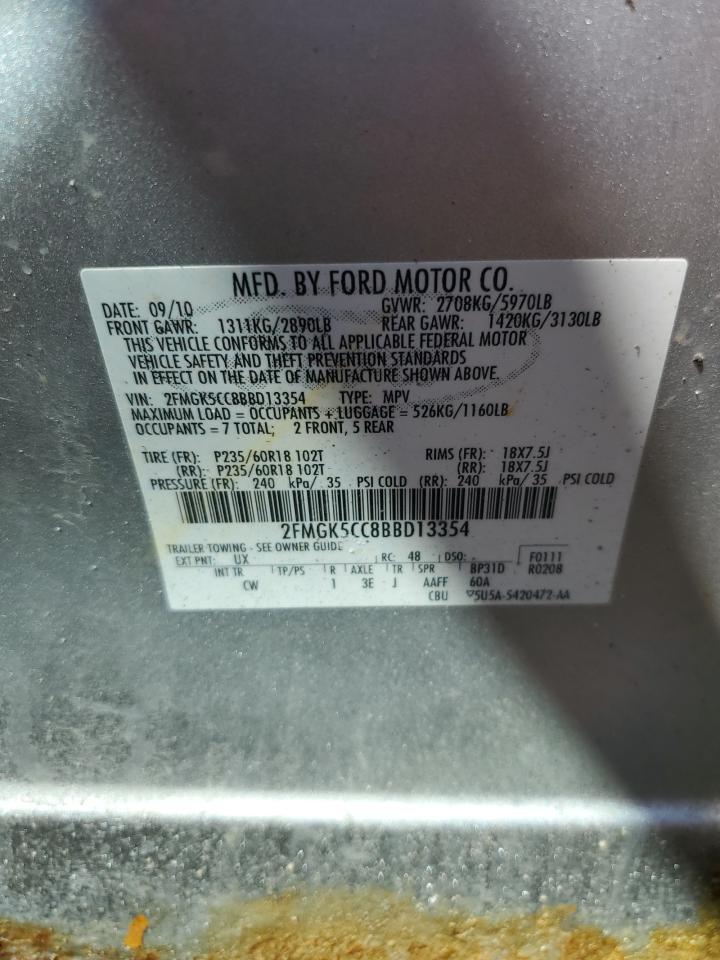 MFD. BY FORD MOTOR CO.
DATE: 09/10 GVWR: 2708KG/5970LB
FRONT GAWR: 1311KG/2890LB REAR GAWR: 1420KG/3130LB
THIS VEHICLE CONFORMS TO ALL APPLICABLE FEDERAL MOTOR
VEHICLE SAFETY AND THEFT PREVENTION STANDARDS
IN EFFECT ON THE DATE OF MANUFACTURE SHOWN ABOVE.
VIN: 2FMGK5CC8BBD13354 TYPE: MPV
MAXIMUM LOAD = OCCUPANTS + LUGGAGE = 526KG/1160LB
OCCUPANTS = 7 TOTAL; 2 FRONT, 5 REAR
TIRE (FR): P235/60R18 102T RIMS (FR): 18X7.5J
(RR): P235/60R18 102T (RR): 18X7.5J
PRESSURE (FR): 240 kPa/ 35 PSI COLD (RR): 240 kPa/ 35 PSI COLD
2FMGK5CC8BBD13354
TRAILER TOWING - SEE OWNER GUIDE
EXT PNT: UX RC: 48 DSO: F0111
INT TR TP/PS R AXLE TR SPR BP31D R0208
CW 1 3E J AAFF 60A
CBU 5U5A-5420472-AA